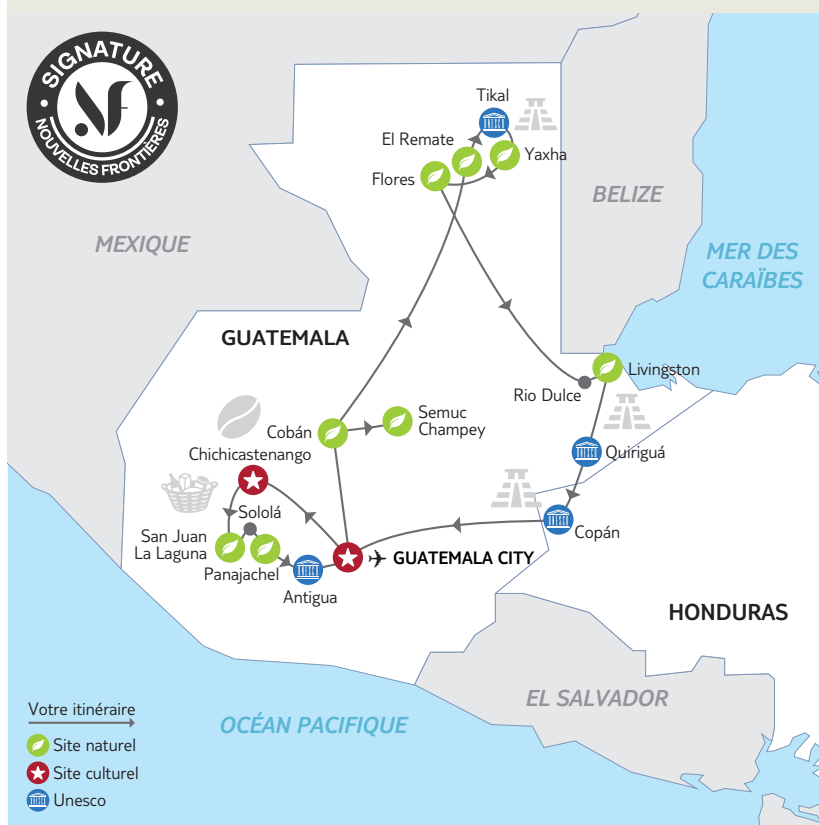 SIGNATURE
NF
NOUVELLES FRONTIÈRES
Tikal
El Remate
Yaxha
Flores
BELIZE
MEXIQUE
MER DES
CARAÏBES
GUATEMALA
Livingston
Rio Dulce
Semuc
Champey
Cobán
Chichicastenango
Quiriguá
Sololá
San Juan
La Laguna
Copán
Panajachel
GUATEMALA CITY
Antigua
HONDURAS
EL SALVADOR
OCÉAN PACIFIQUE
Votre itinéraire
Site naturel
Site culturel
Unesco